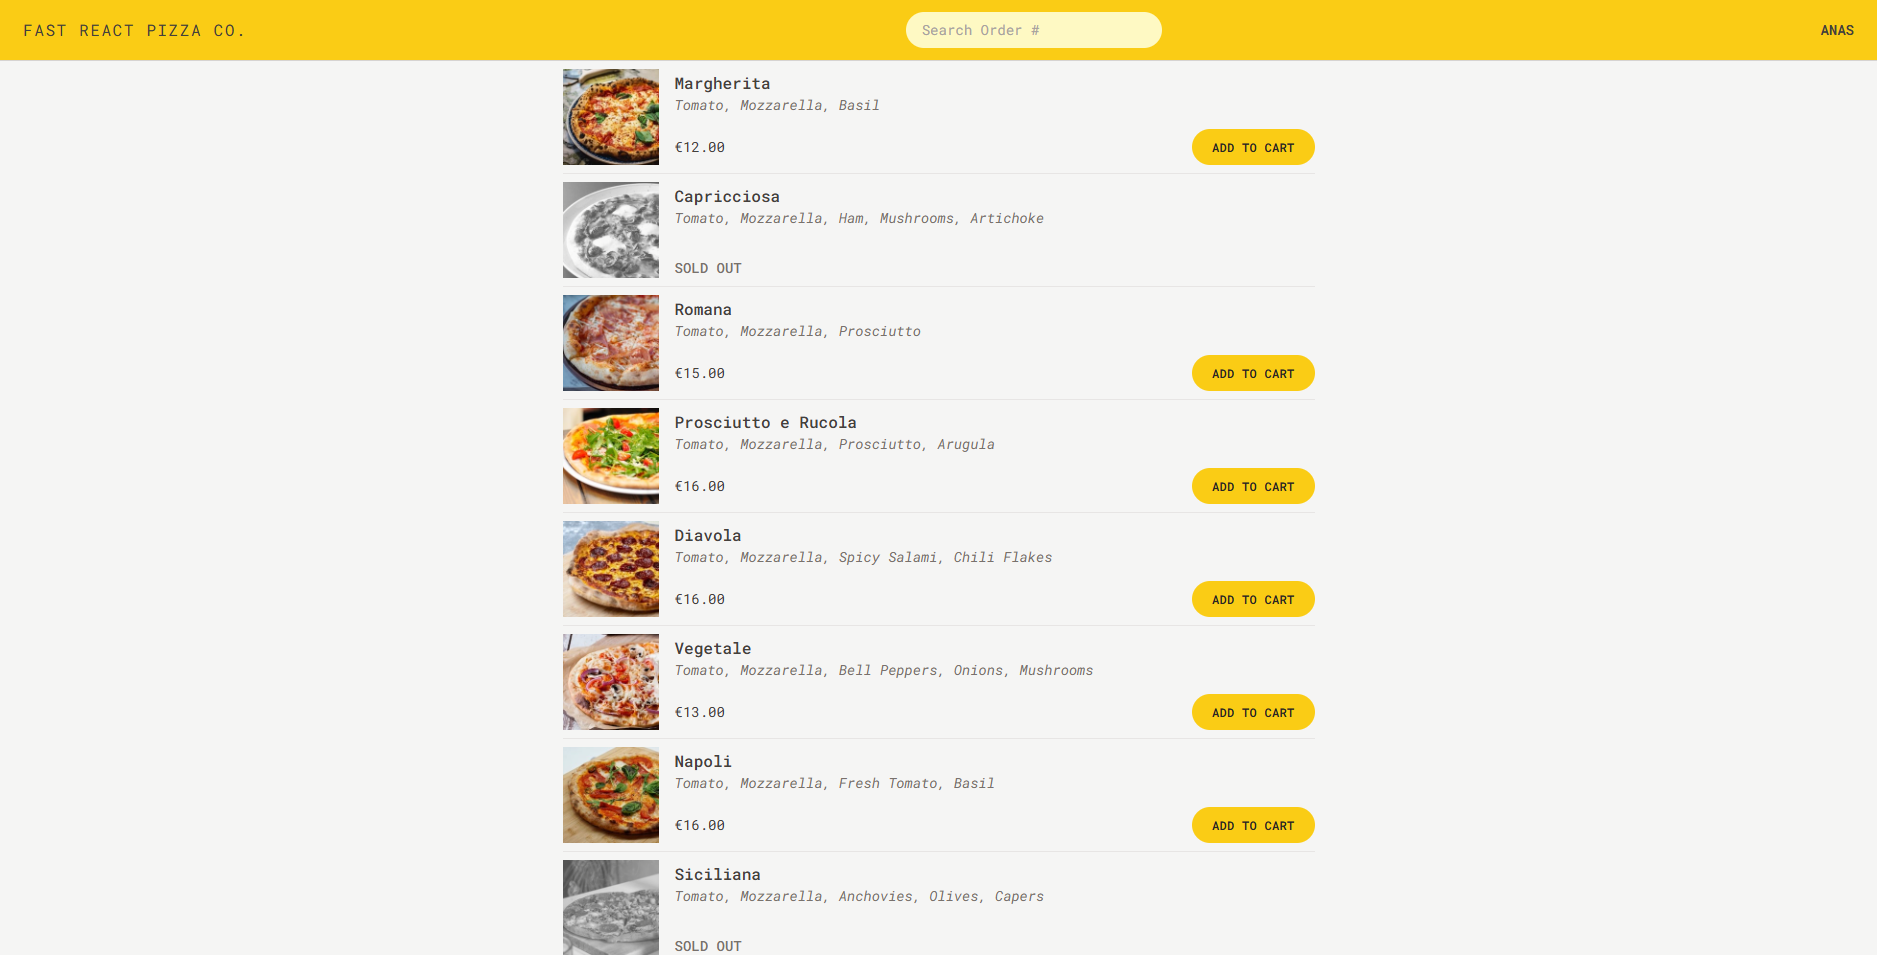 FAST REACT PIZZA CO.
Search Order #
ANAS
Margherita
Tomato, Mozzarella, Basil
€12.00
ADD TO CART
Capricciosa
Tomato, Mozzarella, Ham, Mushrooms, Artichoke
SOLD OUT
Romana
Tomato, Mozzarella, Prosciutto
€15.00
ADD TO CART
Prosciutto e Rucola
Tomato, Mozzarella, Prosciutto, Arugula
€16.00
ADD TO CART
Diavola
Tomato, Mozzarella, Spicy Salami, Chili Flakes
€16.00
ADD TO CART
Vegetale
Tomato, Mozzarella, Bell Peppers, Onions, Mushrooms
€13.00
ADD TO CART
Napoli
Tomato, Mozzarella, Fresh Tomato, Basil
€16.00
ADD TO CART
Siciliana
Tomato, Mozzarella, Anchovies, Olives, Capers
SOLD OUT